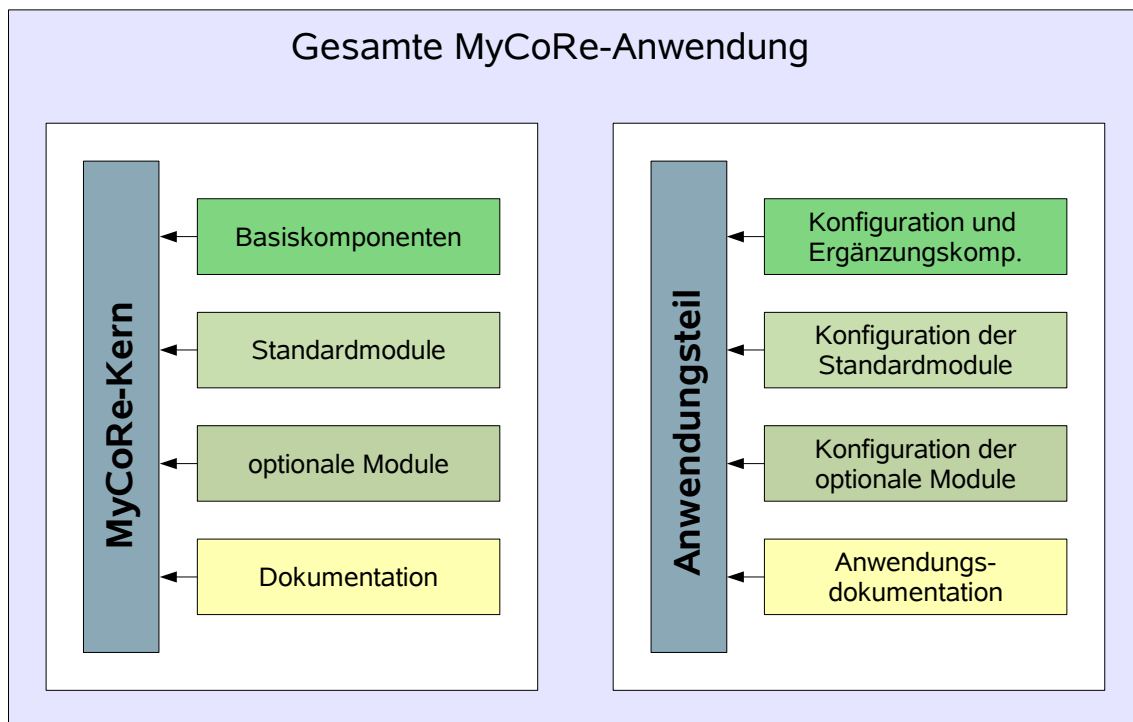 Gesamte MyCoRe-Anwendung
MyCoRe-Kern
Basiskomponenten
Standardmodule
optionale Module
Dokumentation
Anwendungsteil
Konfiguration und
Ergänzungskomp.
Konfiguration der
Standardmodule
Konfiguration der
optionale Module
Anwendungs-
dokumentation